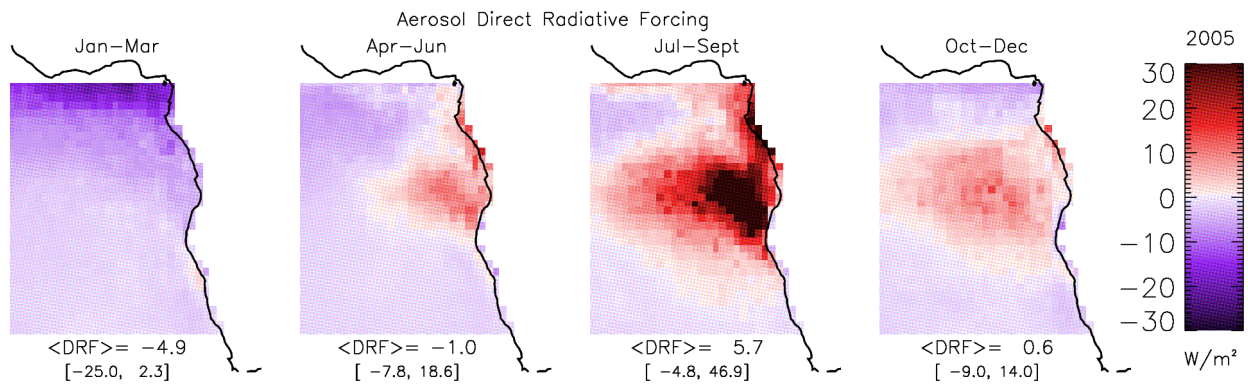 Aerosol Direct Radiative Forcing
Jan-Mar
Apr-Jun
Jul-Sept
Oct-Dec
2005
<DRF>= -4.9
[-25.0, 2.3]
<DRF>= -1.0
[ -7.8, 18.6]
<DRF>= 5.7
[ -4.8, 46.9]
<DRF>= 0.6
[ -9.0, 14.0]
30
20
10
0
-10
-20
-30
W/m²